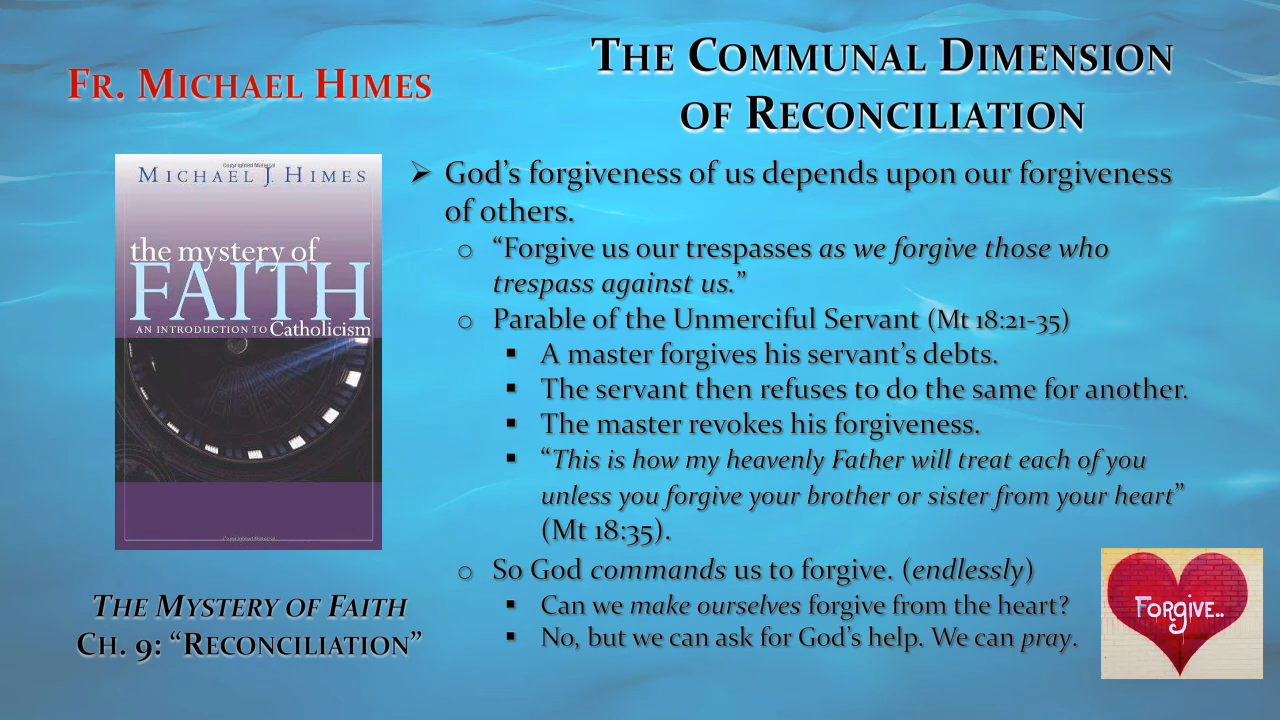 FR. MICHAEL HIMES
THE COMMUNAL DIMENSION
OF RECONCILIATION
Copyrighted Material
MICHAEL J. HIMES
the mystery of
FAITH
AN INTRODUCTION TO Catholicism
Copyrighted Material
THE MYSTERY OF FAITH
CH. 9: “RECONCILIATION”
➢ God’s forgiveness of us depends upon our forgiveness
of others.
o “Forgive us our trespasses as we forgive those who
trespass against us.”
o Parable of the Unmerciful Servant (Mt 18:21-35)
▪ A master forgives his servant’s debts.
▪ The servant then refuses to do the same for another.
▪ The master revokes his forgiveness.
▪ “This is how my heavenly Father will treat each of you
unless you forgive your brother or sister from your heart”
(Mt 18:35).
o So God commands us to forgive. (endlessly)
▪ Can we make ourselves forgive from the heart?
▪ No, but we can ask for God’s help. We can pray.
FORGIVE..